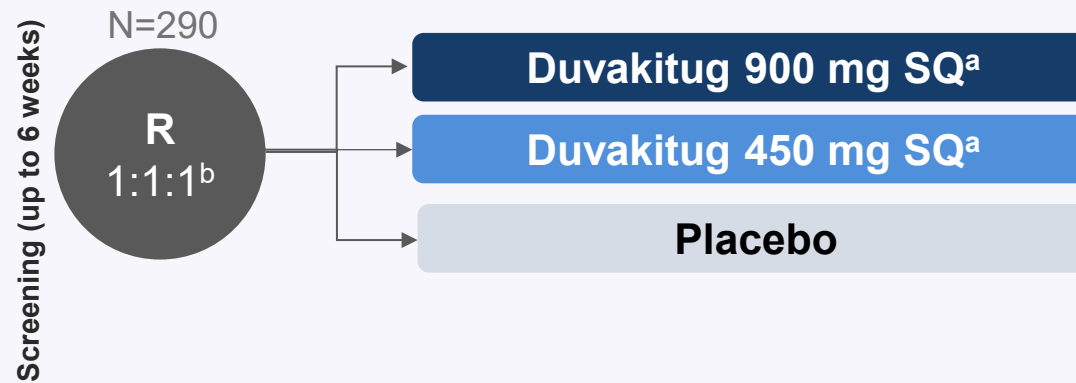 Screening (up to 6 weeks)
N=290
R
1:1:1ᵇ
Duvakitug 900 mg SQᵃ
Duvakitug 450 mg SQᵃ
Placebo